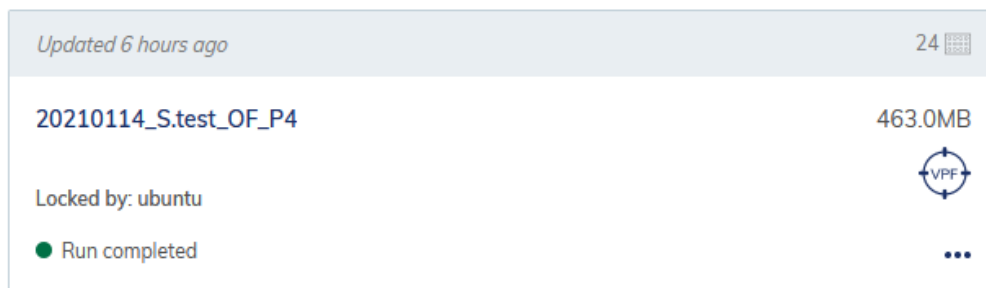 Updated 6 hours ago 24
20210114_S.test_OF_P4 463.0MB
VPF
Locked by: ubuntu
Run completed